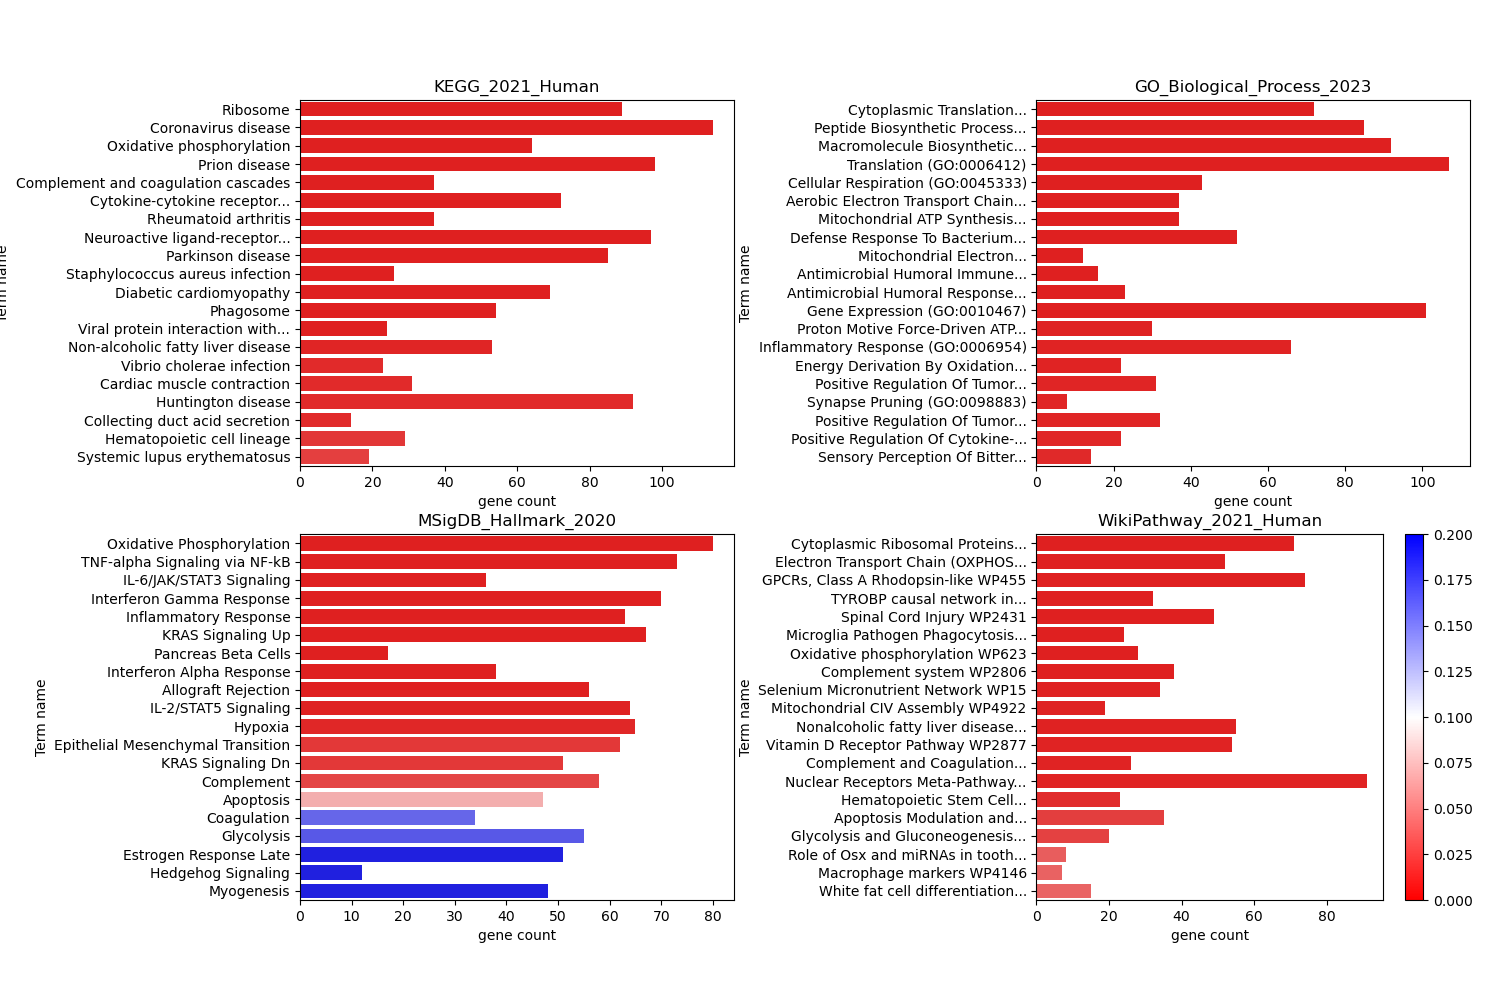 KEGG_2021_Human
Ribosome
Coronavirus disease
Oxidative phosphorylation
Prion disease
Complement and coagulation cascades
Cytokine-cytokine receptor...
Rheumatoid arthritis
Neuroactive ligand-receptor...
Parkinson disease
Staphylococcus aureus infection
Diabetic cardiomyopathy
Phagosome
Viral protein interaction with...
Non-alcoholic fatty liver disease
Vibrio cholerae infection
Cardiac muscle contraction
Huntington disease
Collecting duct acid secretion
Hematopoietic cell lineage
Systemic lupus erythematosus
Term name
0 20 40 60 80 100
gene count
GO_Biological_Process_2023
Cytoplasmic Translation...
Peptide Biosynthetic Process...
Macromolecule Biosynthetic...
Translation (GO:0006412)
Cellular Respiration (GO:0045333)
Aerobic Electron Transport Chain...
Mitochondrial ATP Synthesis...
Defense Response To Bacterium...
Mitochondrial Electron...
Antimicrobial Humoral Immune...
Antimicrobial Humoral Response...
Gene Expression (GO:0010467)
Proton Motive Force-Driven ATP...
Inflammatory Response (GO:0006954)
Energy Derivation By Oxidation...
Positive Regulation Of Tumor...
Synapse Pruning (GO:0098883)
Positive Regulation Of Tumor...
Positive Regulation Of Cytokine-...
Sensory Perception Of Bitter...
Term name
0 20 40 60 80 100
gene count
MSigDB_Hallmark_2020
Oxidative Phosphorylation
TNF-alpha Signaling via NF-kB
IL-6/JAK/STAT3 Signaling
Interferon Gamma Response
Inflammatory Response
KRAS Signaling Up
Pancreas Beta Cells
Interferon Alpha Response
Allograft Rejection
IL-2/STAT5 Signaling
Hypoxia
Epithelial Mesenchymal Transition
KRAS Signaling Dn
Complement
Apoptosis
Coagulation
Glycolysis
Estrogen Response Late
Hedgehog Signaling
Myogenesis
Term name
0 10 20 30 40 50 60 70 80
gene count
WikiPathway_2021_Human
Cytoplasmic Ribosomal Proteins...
Electron Transport Chain (OXPHOS...
GPCRs, Class A Rhodopsin-like WP455
TYROBP causal network in...
Spinal Cord Injury WP2431
Microglia Pathogen Phagocytosis...
Oxidative phosphorylation WP623
Complement system WP2806
Selenium Micronutrient Network WP15
Mitochondrial CIV Assembly WP4922
Nonalcoholic fatty liver disease...
Vitamin D Receptor Pathway WP2877
Complement and Coagulation...
Nuclear Receptors Meta-Pathway...
Hematopoietic Stem Cell...
Apoptosis Modulation and...
Glycolysis and Gluconeogenesis...
Role of Osx and miRNAs in tooth...
Macrophage markers WP4146
White fat cell differentiation...
Term name
0 20 40 60 80
gene count
0.200
0.175
0.150
0.125
0.100
0.075
0.050
0.025
0.000